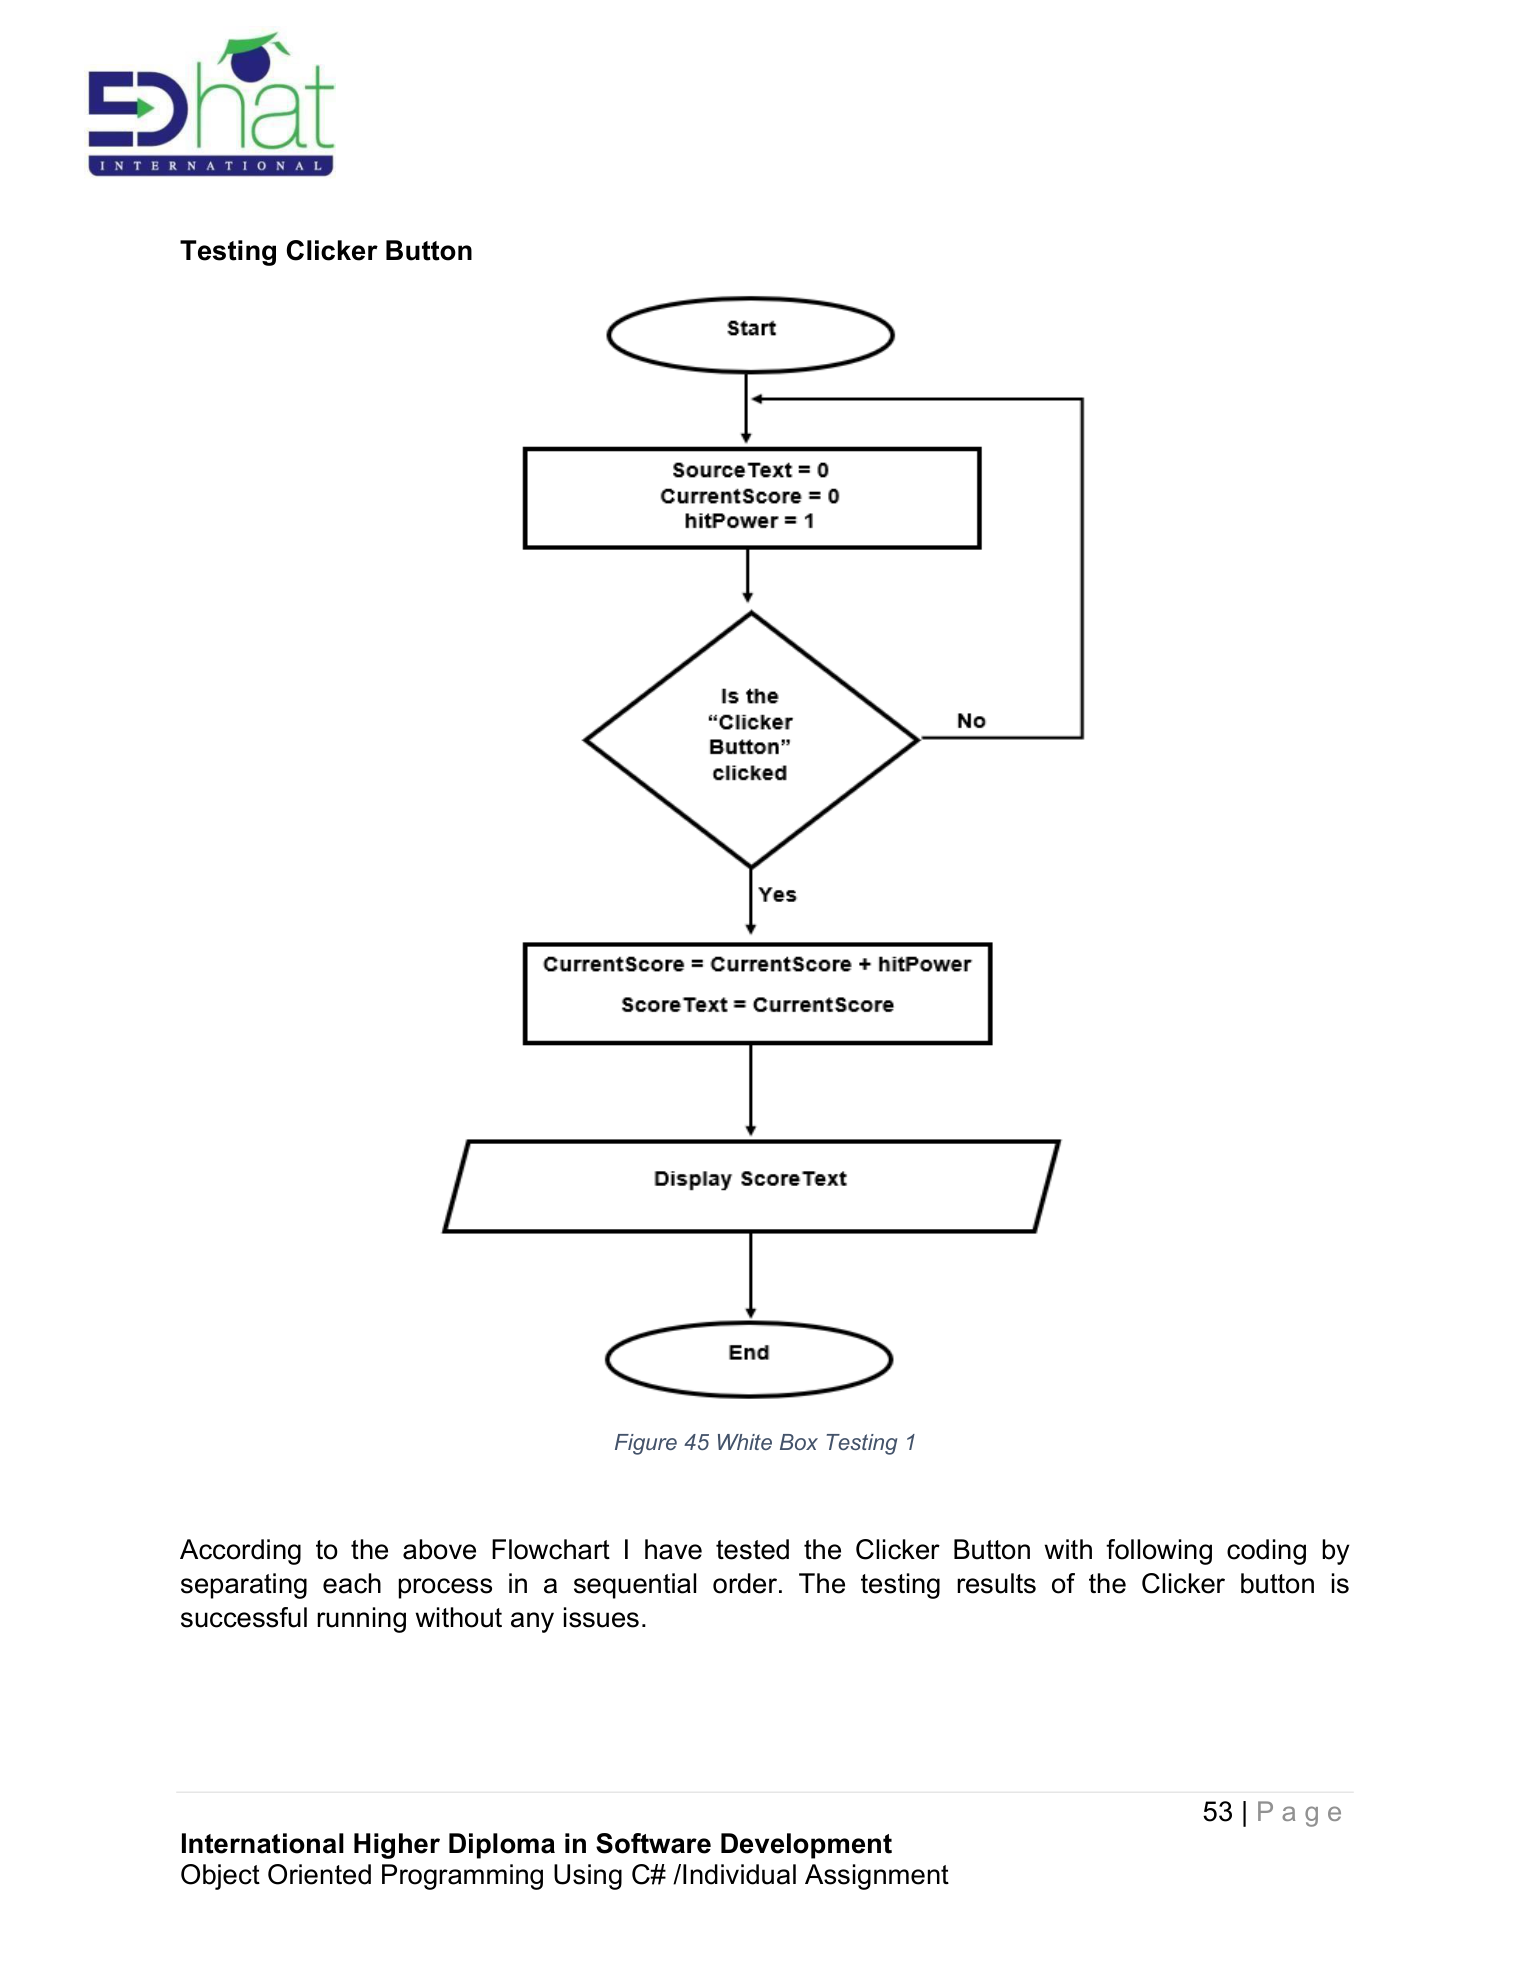 EDhat
INTERNATIONAL
Testing Clicker Button
Start
SourceText = 0
CurrentScore = 0
hitPower = 1
Is the
“Clicker
Button”
clicked
No
Yes
CurrentScore = CurrentScore + hitPower
ScoreText = CurrentScore
Display ScoreText
End
Figure 45 White Box Testing 1
According to the above Flowchart I have tested the Clicker Button with following coding by
separating each process in a sequential order. The testing results of the Clicker button is
successful running without any issues.
53 | Page
International Higher Diploma in Software Development
Object Oriented Programming Using C# /Individual Assignment